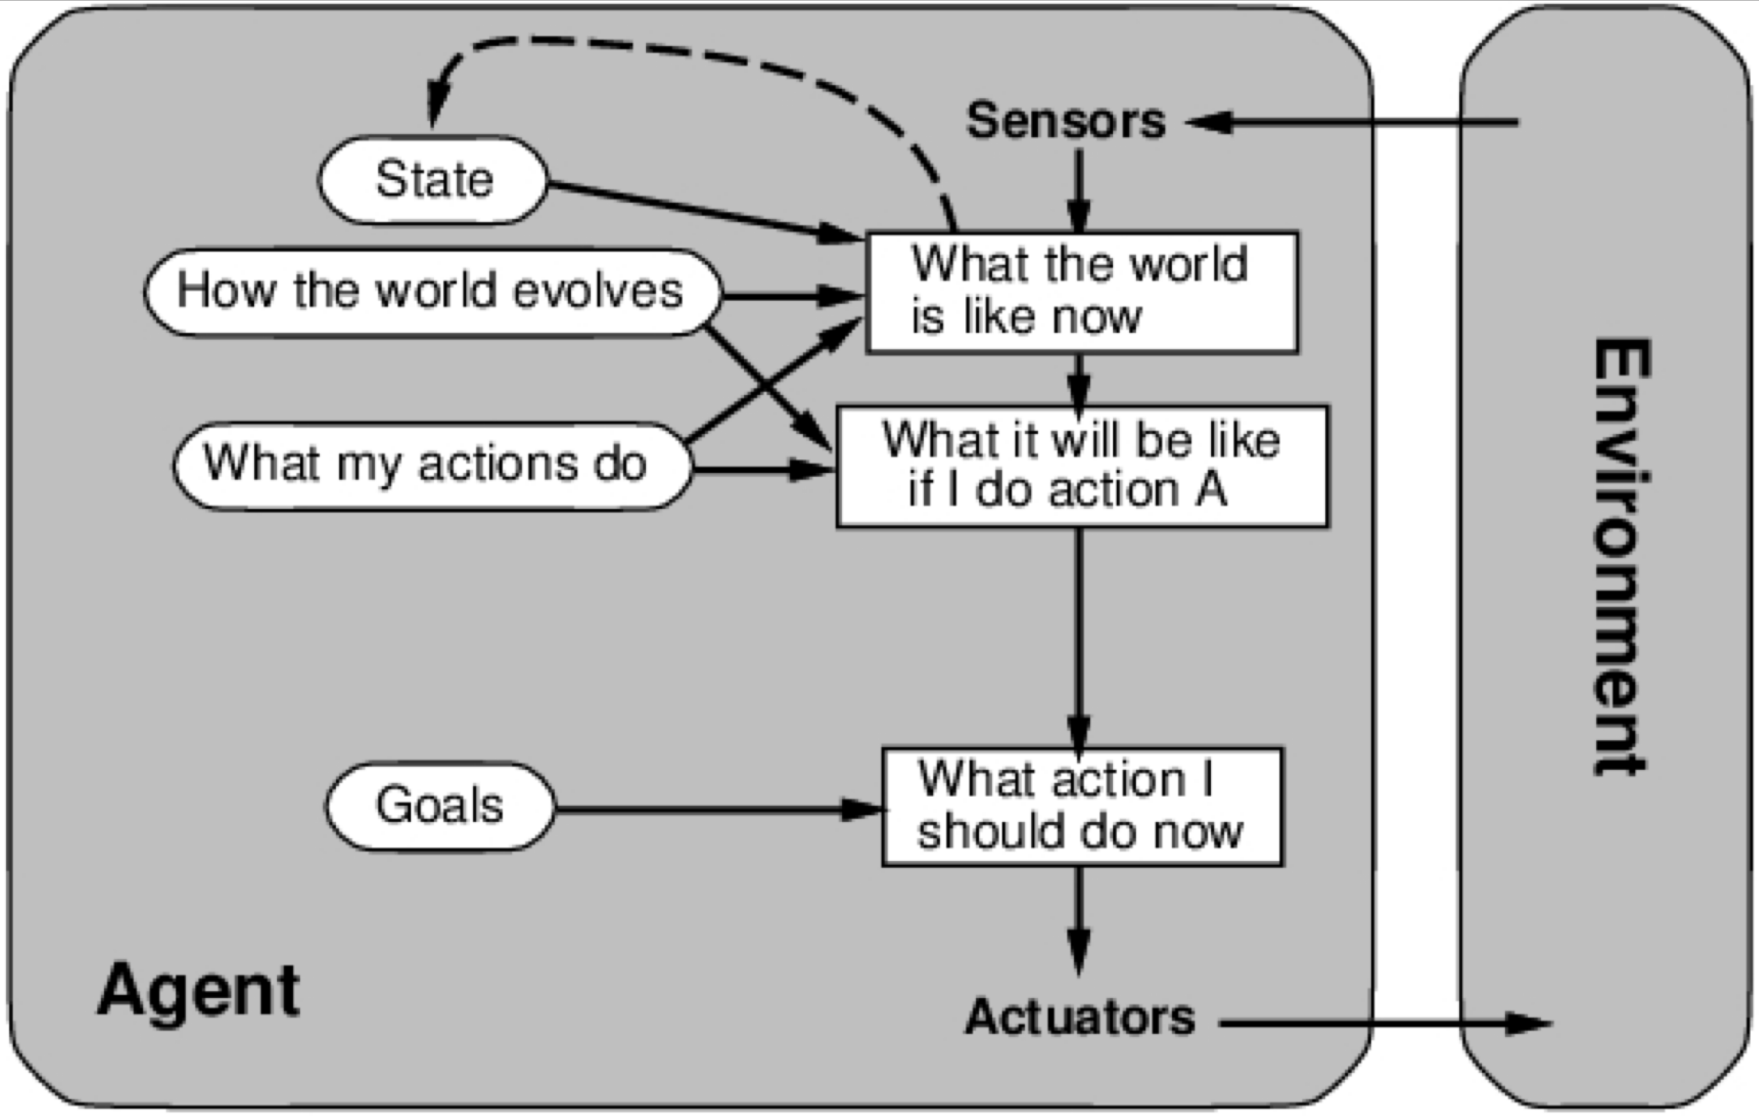 Sensors
State
What the world
is like now
How the world evolves
What my actions do
What it will be like
if I do action A
Goals
What action I
should do now
Agent
Actuators
Environment